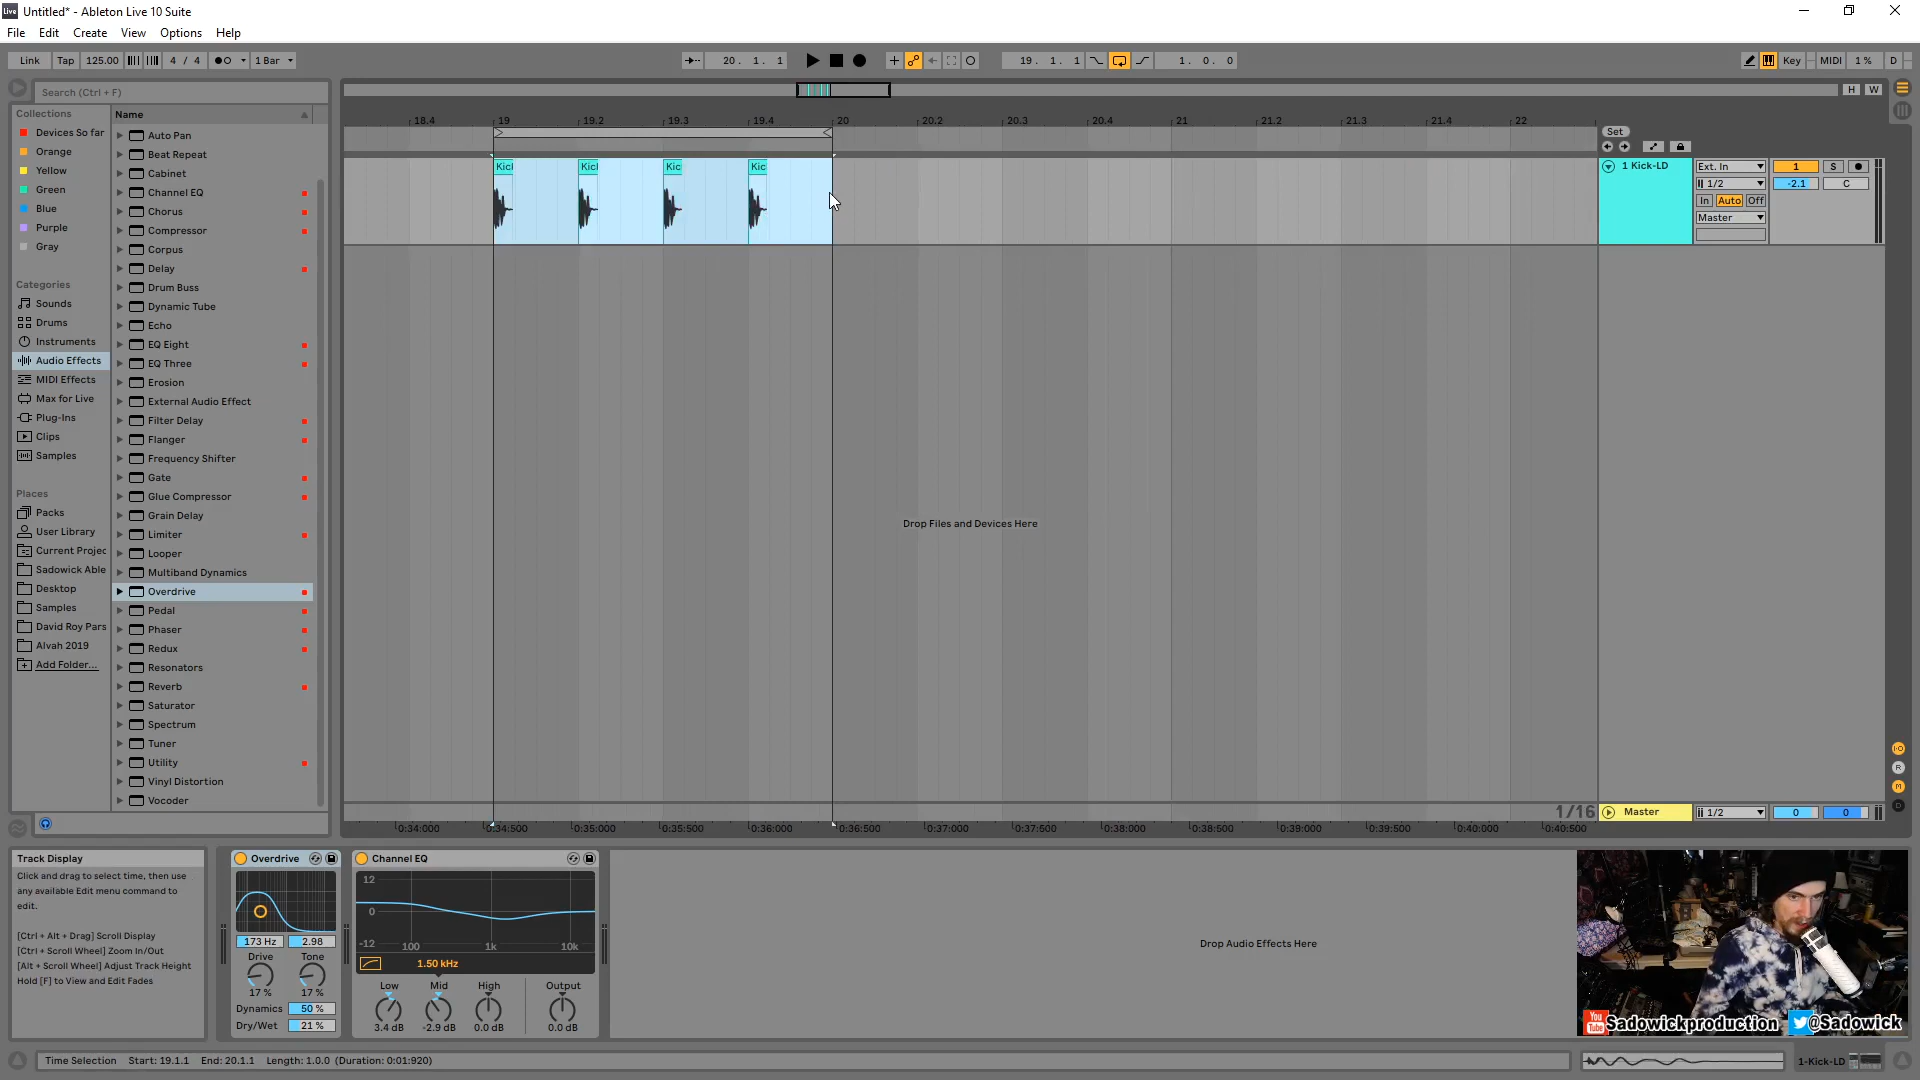 Untitled* - Ableton Live 10 Suite
File Edit Create View Options Help
Link Tap 125.00 4 / 4 1 Bar 20. 1. 1 19. 1. 1 1. 0. 0 Key MIDI 1 % D
Search (Ctrl + F)
H W
Collections
Devices So far
Orange
Yellow
Green
Blue
Purple
Gray
Categories
Sounds
Drums
Instruments
Audio Effects
MIDI Effects
Max for Live
Plug-Ins
Clips
Samples
Places
Packs
User Library
Current Projec
Sadowick Able
Desktop
Samples
David Roy Pars
Alvah 2019
Add Folder...
Name
Auto Pan
Beat Repeat
Cabinet
Channel EQ
Chorus
Compressor
Corpus
Delay
Drum Buss
Dynamic Tube
Echo
EQ Eight
EQ Three
Erosion
External Audio Effect
Filter Delay
Flanger
Frequency Shifter
Gate
Glue Compressor
Grain Delay
Limiter
Looper
Multiband Dynamics
Overdrive
Pedal
Phaser
Redux
Resonators
Reverb
Saturator
Spectrum
Tuner
Utility
Vinyl Distortion
Vocoder
18.4 19 19.2 19.3 19.4 20 20.2 20.3 20.4 21 21.2 21.3 21.4 22
Set
Kicl Kicl Kic Kic
1 Kick-LD
Ext. In
1/2
In Auto Off
Master
1 S
-2.1 C
Drop Files and Devices Here
1/16
Master 1/2 0 0
0:34:000 0:34:500 0:35:000 0:35:500 0:36:000 0:36:500 0:37:000 0:37:500 0:38:000 0:38:500 0:39:000 0:39:500 0:40:000 0:40:500
Track Display
Click and drag to select time, then use
any available Edit menu command to
edit.
[Ctrl + Alt + Drag] Scroll Display
[Ctrl + Scroll Wheel] Zoom In/Out
[Alt + Scroll Wheel] Adjust Track Height
Hold [F] to View and Edit Fades
Overdrive
173 Hz 2.98
Drive Tone
17 % 17 %
Dynamics 50 %
Dry/Wet 21 %
Channel EQ
12
0
-12 100 1k 10k
1.50 kHz
Low Mid High Output
3.4 dB -2.9 dB 0.0 dB 0.0 dB
Drop Audio Effects Here
You Tube Sadowickproduction @Sadowick
Time Selection Start: 19.1.1 End: 20.1.1 Length: 1.0.0 (Duration: 0:01:920)
1-Kick-LD